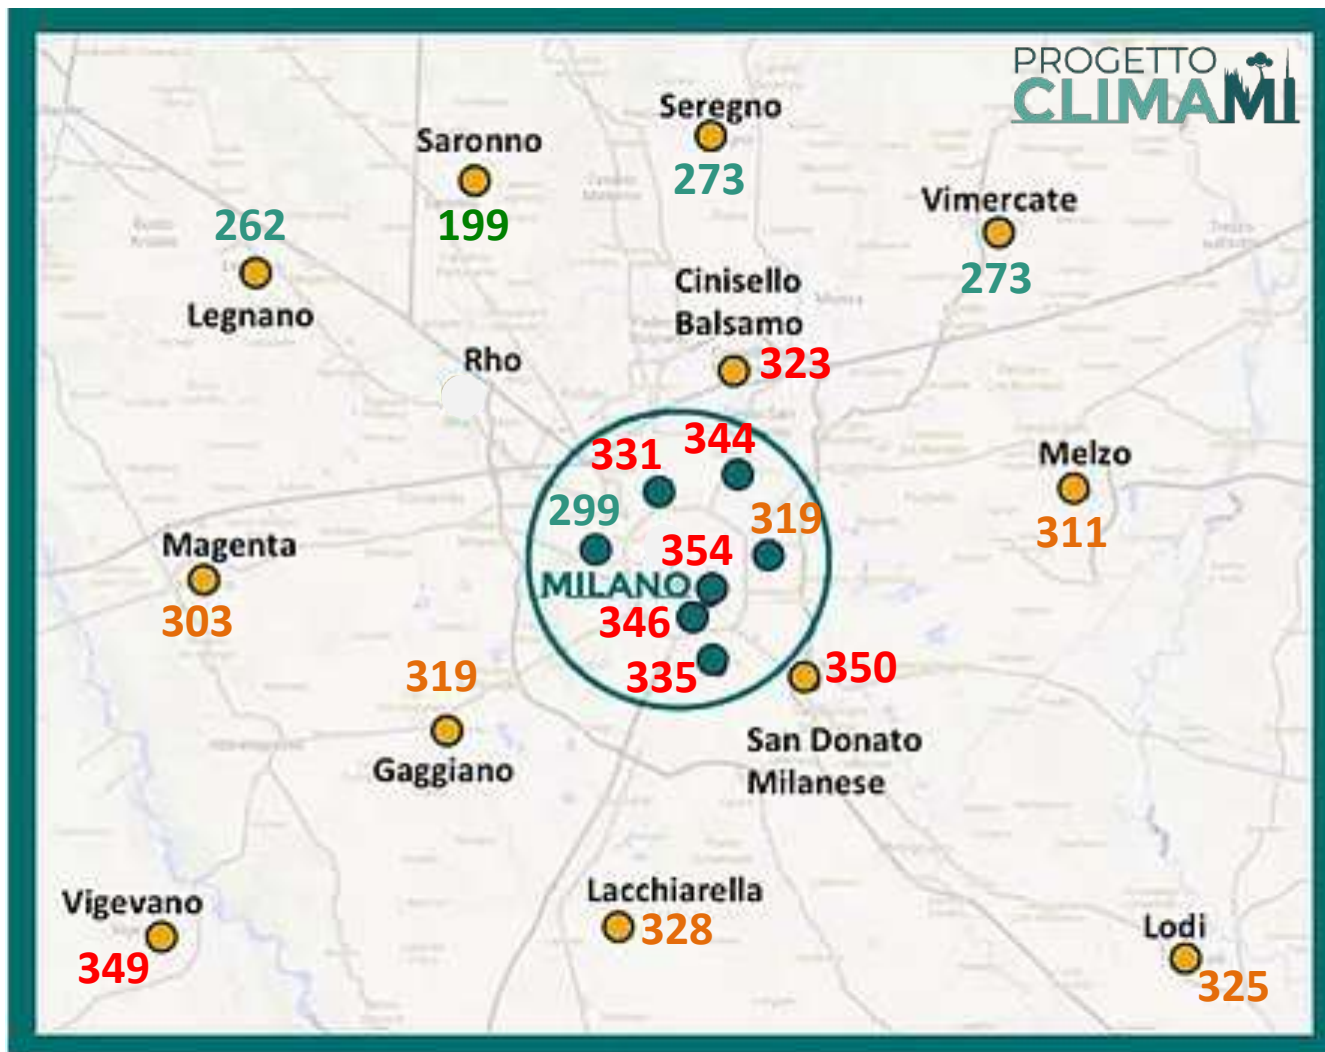 PROGETTO
CLIMAMI
Seregno
273
Saronno
199
Vimercate
273
262
Legnano
Cinisello
Balsamo
323
Rho
344
331
299
319
354
MILANO
346
335
Melzo
311
Magenta
303
319
Gaggiano
350
San Donato
Milanese
Vigevano
349
Lacchiarella
328
Lodi
325